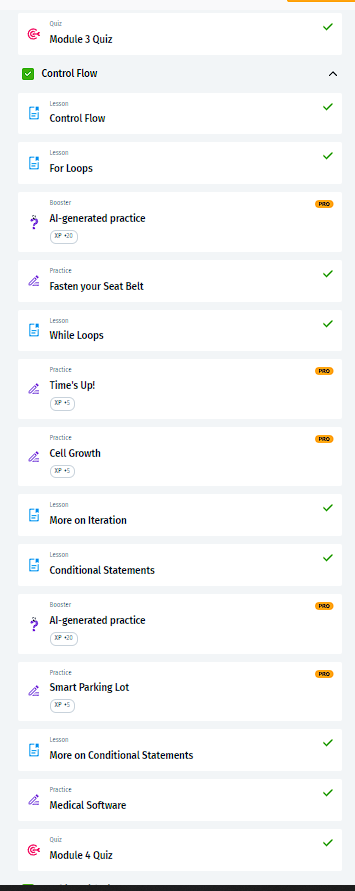 Quiz
Module 3 Quiz
Control Flow
Lesson
Control Flow
Lesson
For Loops
Booster
PRO
AI-generated practice
XP +20
Practice
Fasten your Seat Belt
Lesson
While Loops
Practice
PRO
Time's Up!
XP +5
Practice
PRO
Cell Growth
XP +5
Lesson
More on Iteration
Lesson
Conditional Statements
Booster
PRO
AI-generated practice
XP +20
Practice
PRO
Smart Parking Lot
XP +5
Lesson
More on Conditional Statements
Practice
Medical Software
Quiz
Module 4 Quiz